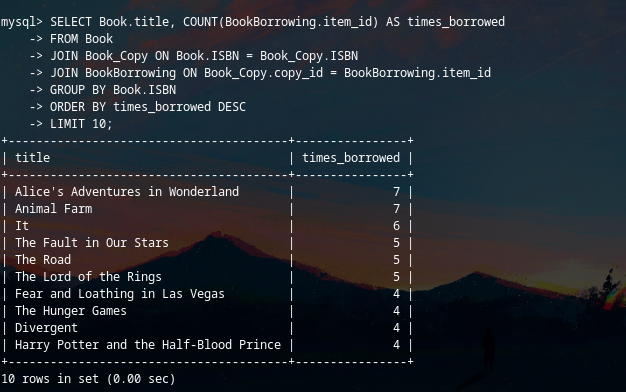 mysql> SELECT Book.title, COUNT(BookBorrowing.item_id) AS times_borrowed
    -> FROM Book
    -> JOIN Book_Copy ON Book.ISBN = Book_Copy.ISBN
    -> JOIN BookBorrowing ON Book_Copy.copy_id = BookBorrowing.item_id
    -> GROUP BY Book.ISBN
    -> ORDER BY times_borrowed DESC
    -> LIMIT 10;
+----------------------------------------+----------------+
| title                                  | times_borrowed |
+----------------------------------------+----------------+
| Alice's Adventures in Wonderland       |              7 |
| Animal Farm                            |              7 |
| It                                     |              6 |
| The Fault in Our Stars                 |              5 |
| The Road                               |              5 |
| The Lord of the Rings                  |              5 |
| Fear and Loathing in Las Vegas         |              4 |
| The Hunger Games                       |              4 |
| Divergent                              |              4 |
| Harry Potter and the Half-Blood Prince |              4 |
+----------------------------------------+----------------+
10 rows in set (0.00 sec)